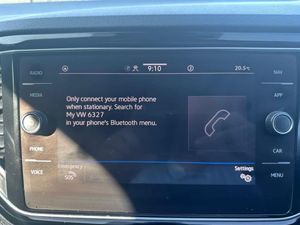 RADIO
MEDIA
PHONE
VOICE
9:10
20.5°C
Only connect your mobile phone
when stationary. Search for
My VW 6327
in your phone's Bluetooth menu.
Emergency
SOS
Settings
NAV
APP
CAR
MENU